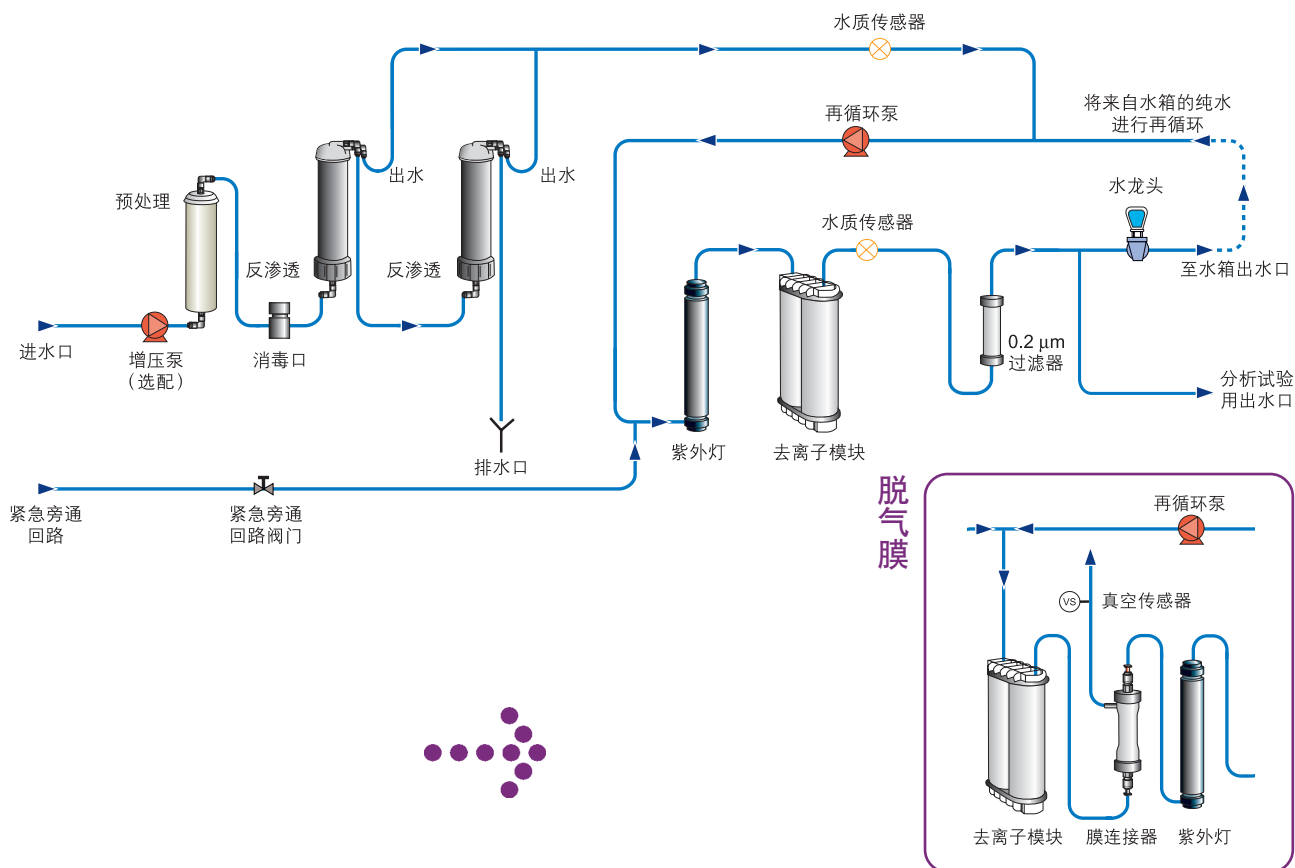 水质传感器
再循环泵
将来自水箱的纯水
进行再循环
出水
出水
预处理
水龙头
水质传感器
反渗透
反渗透
至水箱出水口
进水口
增压泵
（选配）
消毒口
0.2 μm
过滤器
分析试验
用出水口
排水口
紫外灯
去离子模块
紧急旁通
回路
紧急旁通
回路阀门
脱气膜
再循环泵
VS
真空传感器
去离子模块
膜连接器
紫外灯